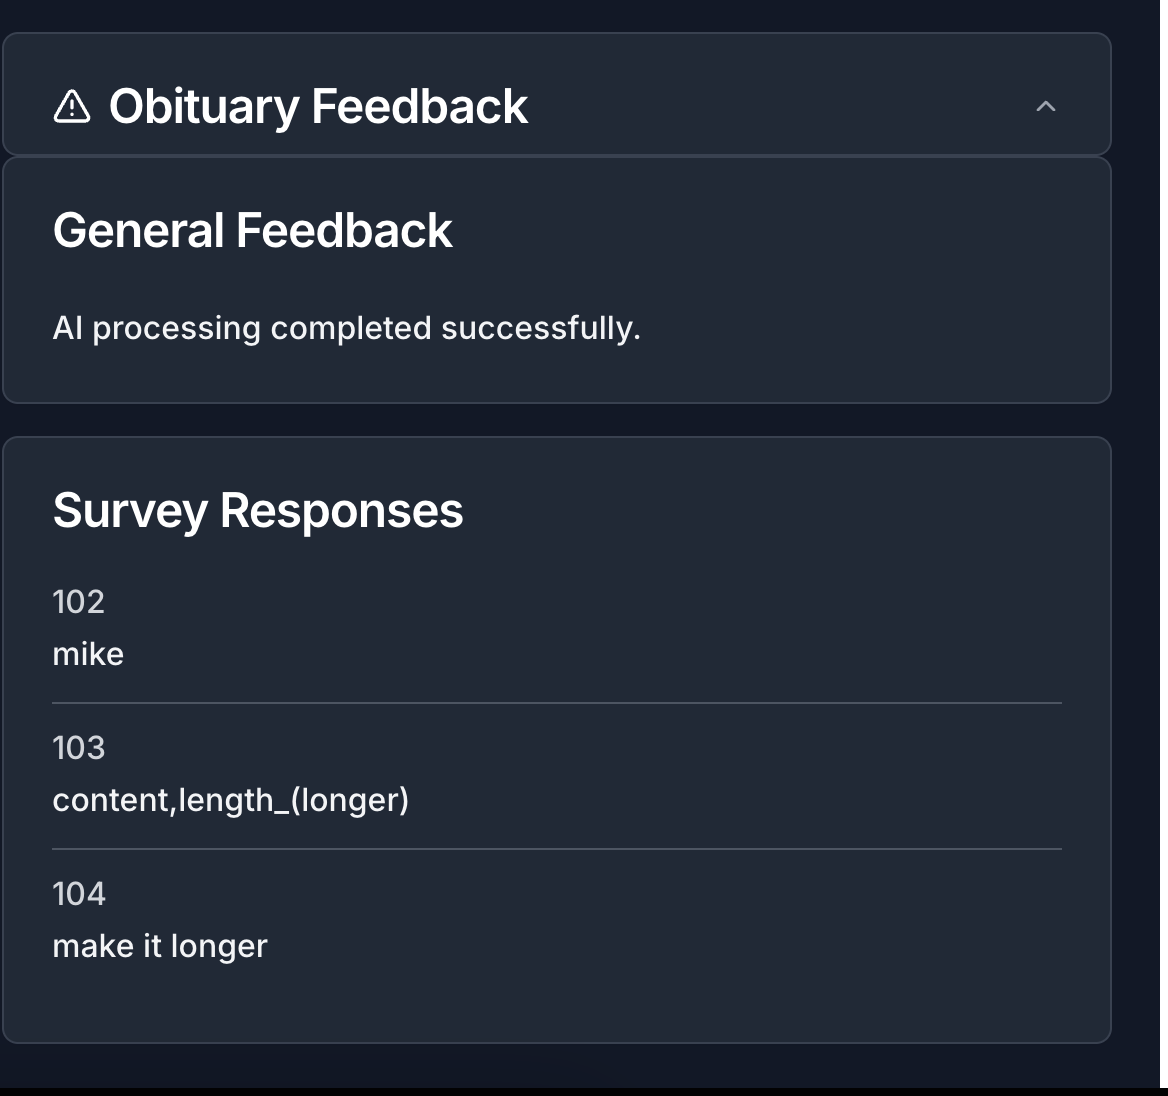 Obituary Feedback
General Feedback
AI processing completed successfully.
Survey Responses
102
mike
103
content,length_(longer)
104
make it longer